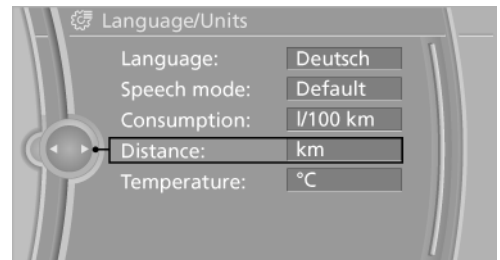 Language/Units
Language: Deutsch
Speech mode: Default
Consumption: l/100 km
Distance: km
Temperature: °C